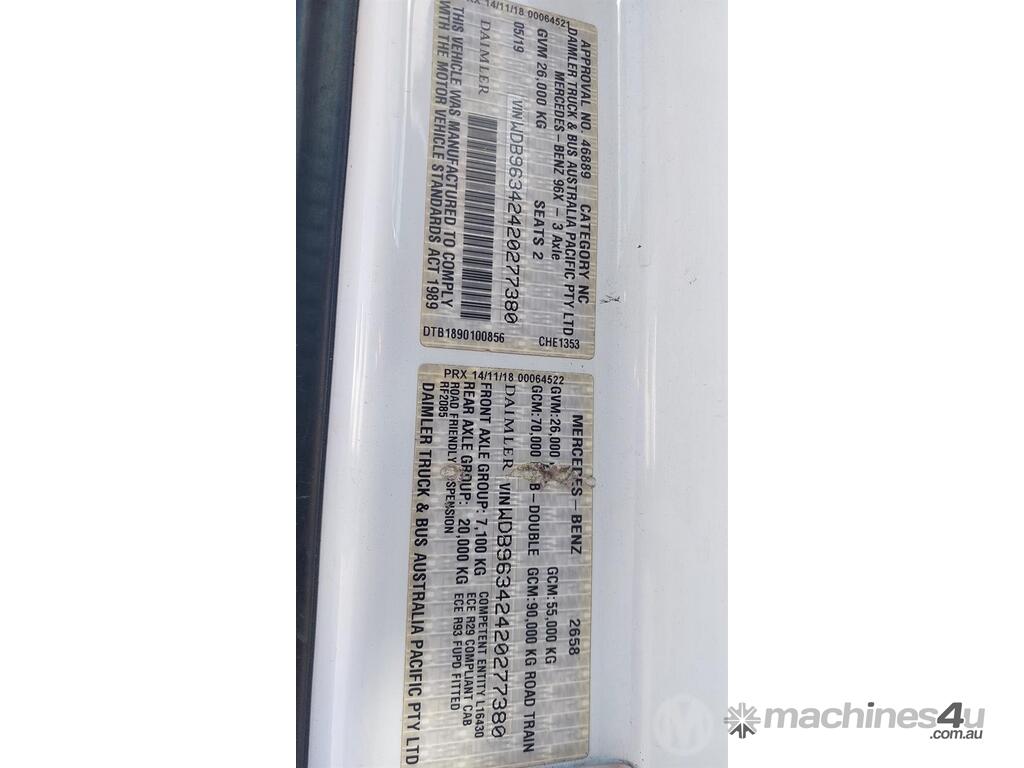 PRX 14/11/18 00064521
APPROVAL NO. 46889 CATEGORY NC
DAIMLER TRUCK & BUS AUSTRALIA PACIFIC PTY LTD
MERCEDES-BENZ 96X - 3 Axle
05/19 GVM 26,000 KG SEATS 2
DAIMLER VIN WDB96342420277380
THIS VEHICLE WAS MANUFACTURED TO COMPLY
WITH THE MOTOR VEHICLE STANDARDS ACT 1989
DTB1890100856 CHE1353
PRX 14/11/18 00064522
MERCEDES-BENZ 2658
GVM:26,000 GCM:55,000 KG
GCM:70,000 B-DOUBLE GCM:90,000 KG ROAD TRAIN
DAIMLER VIN WDB96342420277380
FRONT AXLE GROUP: 7,100 KG COMPETENT ENTITY L16430
REAR AXLE GROUP: 20,000 KG ECE R29 COMPLIANT CAB
ROAD FRIENDLY ECE R93 FUPD FITTED
RF2085
DAIMLER TRUCK & BUS AUSTRALIA PACIFIC PTY LTD
machines4u
.com.au